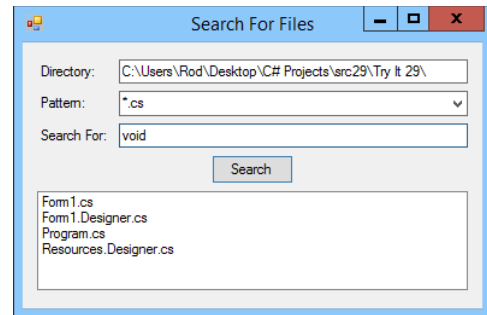 Search For Files
Directory: C:\Users\Rod\Desktop\C# Projects\src29\Try It 29\
Pattern: *.cs
Search For: void
Search
Form1.cs
Form1.Designer.cs
Program.cs
Resources.Designer.cs